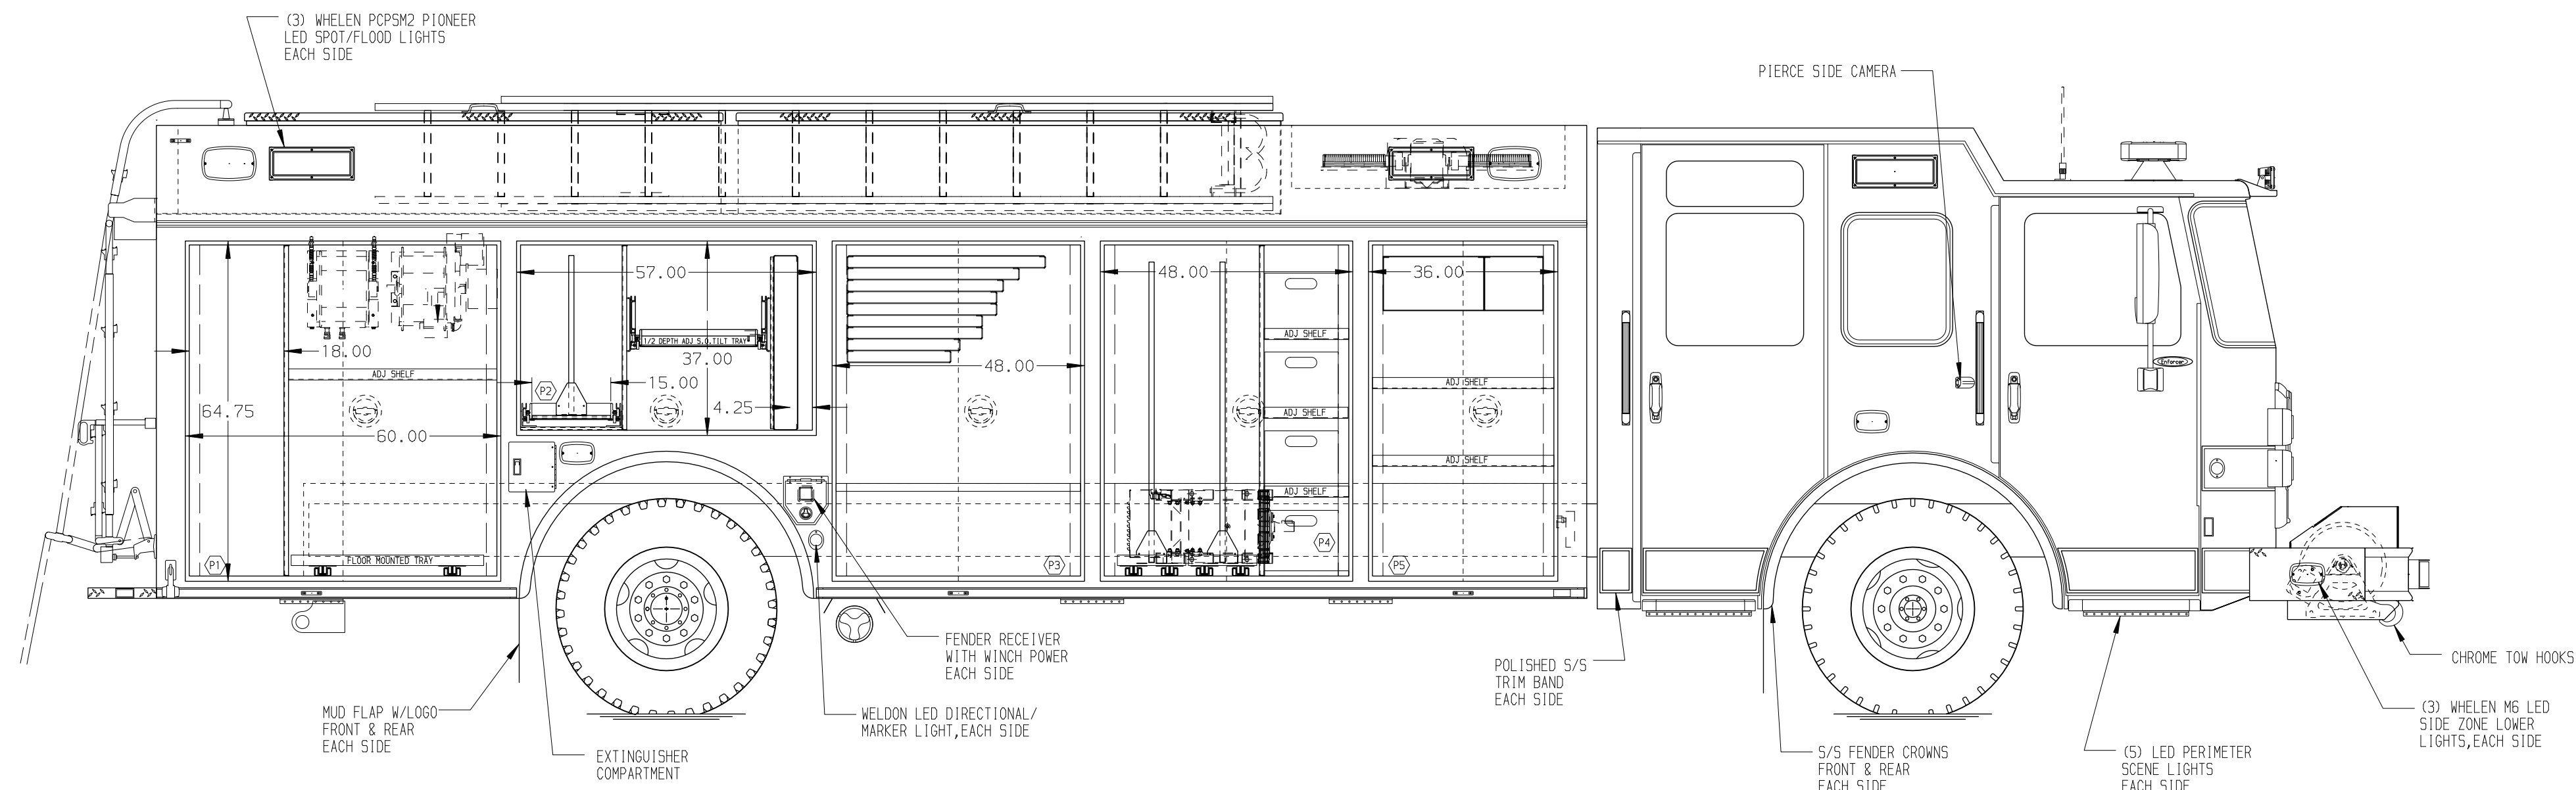 (3) WHELEN PCPSM2 PIONEER
LED SPOT/FLOOD LIGHTS
EACH SIDE
PIERCE SIDE CAMERA
57.00
48.00
36.00
ADJ SHELF
1/2 DEPTH ADJ S.O.TILT TRAY
18.00
37.00
48.00
ADJ SHELF
15.00
ADJ SHELF
P2
Enforcer
64.75
4.25
ADJ SHELF
60.00
ADJ SHELF
ADJ SHELF
P4
P1
FLOOR MOUNTED TRAY
P3
P5
FENDER RECEIVER
WITH WINCH POWER
EACH SIDE
POLISHED S/S
TRIM BAND
EACH SIDE
CHROME TOW HOOKS
MUD FLAP W/LOGO
FRONT & REAR
EACH SIDE
WELDON LED DIRECTIONAL/
MARKER LIGHT,EACH SIDE
(3) WHELEN M6 LED
SIDE ZONE LOWER
LIGHTS,EACH SIDE
EXTINGUISHER
COMPARTMENT
S/S FENDER CROWNS
FRONT & REAR
EACH SIDE
(5) LED PERIMETER
SCENE LIGHTS
EACH SIDE